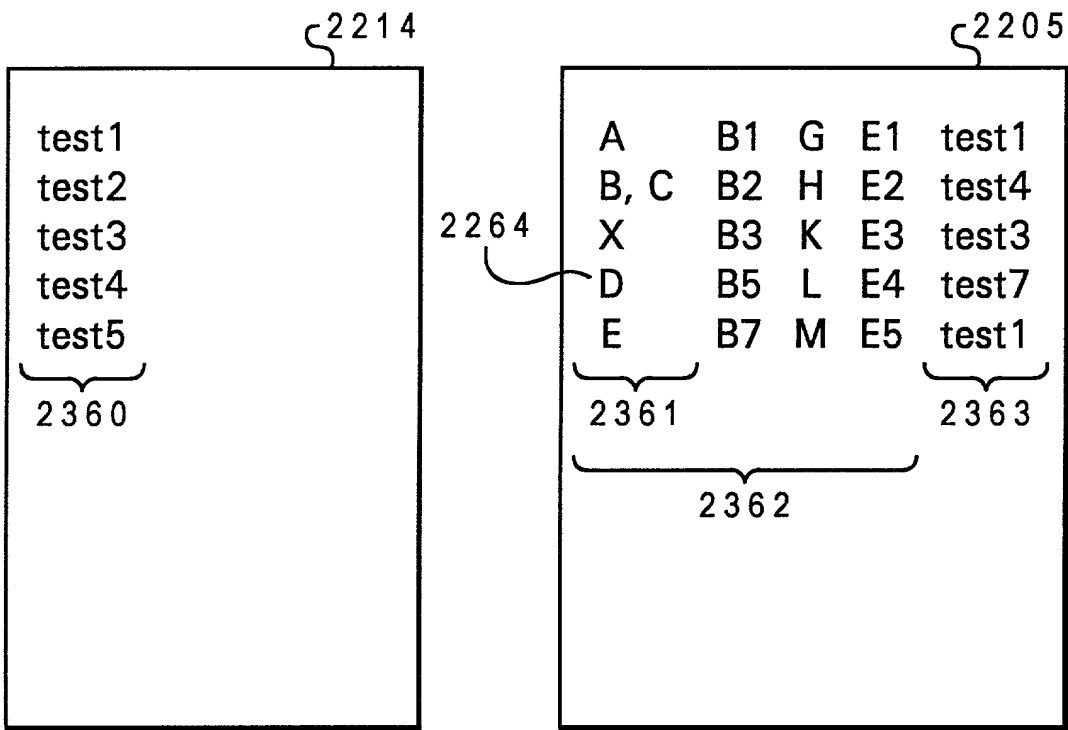 2214
test1
test2
test3
test4
test5
2360
2205
A B1 G E1 test1
B, C B2 H E2 test4
X B3 K E3 test3
2264
D B5 L E4 test7
E B7 M E5 test1
2361 2363
2362